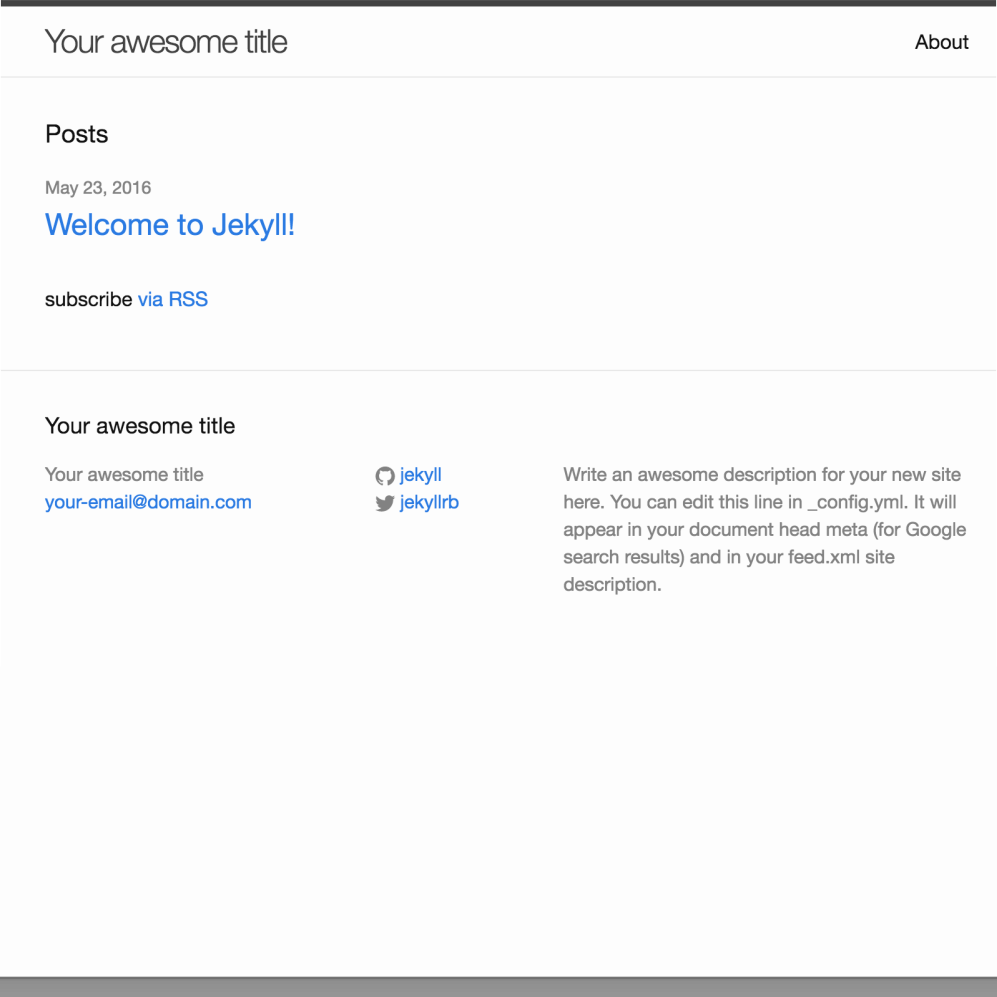 Your awesome title
About
Posts
May 23, 2016
Welcome to Jekyll!
subscribe via RSS
Your awesome title
Your awesome title
your-email@domain.com
jekyll
jekyllrb
Write an awesome description for your new site
here. You can edit this line in _config.yml. It will
appear in your document head meta (for Google
search results) and in your feed.xml site
description.